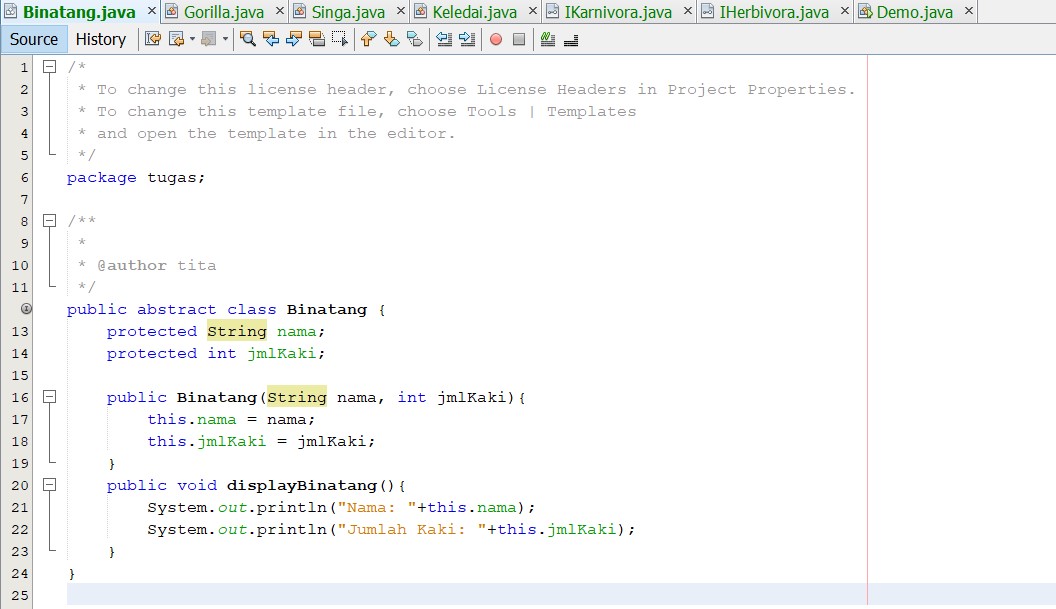 Binatang.java Gorilla.java Singa.java Keledai.java IKarnivora.java IHerbivora.java Demo.java
Source History
1 /*
2 * To change this license header, choose License Headers in Project Properties.
3 * To change this template file, choose Tools | Templates
4 * and open the template in the editor.
5 */
6 package tugas;
7
8 /**
9 *
10 * @author tita
11 */
public abstract class Binatang {
13 protected String nama;
14 protected int jmlKaki;
15
16 public Binatang(String nama, int jmlKaki){
17 this.nama = nama;
18 this.jmlKaki = jmlKaki;
19 }
20 public void displayBinatang(){
21 System.out.println("Nama: "+this.nama);
22 System.out.println("Jumlah Kaki: "+this.jmlKaki);
23 }
24 }
25